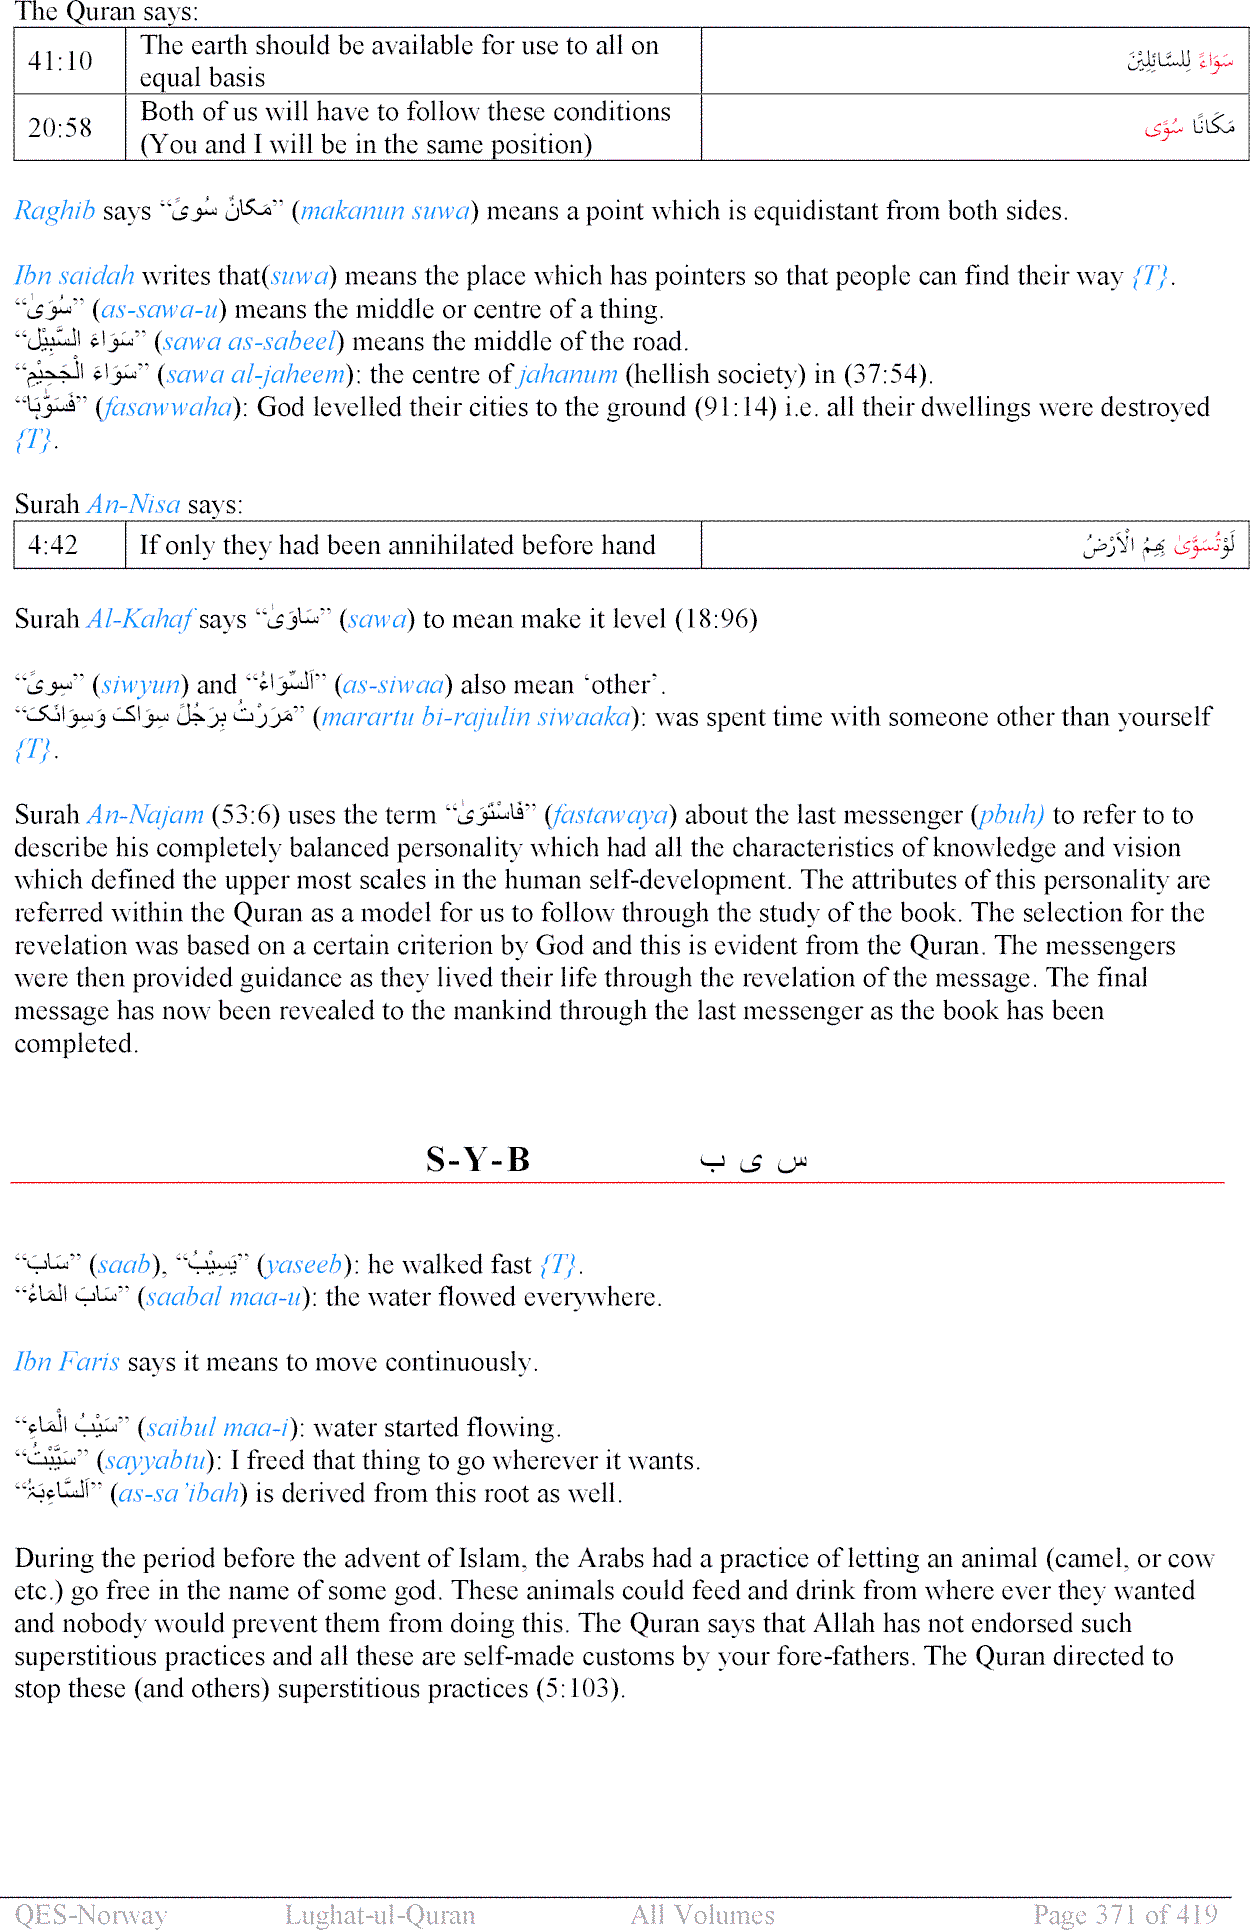 The Quran says:
41:10 The earth should be available for use to all on equal basis سَوَاءً لِلسَّائِلِيْنَ
20:58 Both of us will have to follow these conditions (You and I will be in the same position) مَكَانًا سُوًى
Raghib says “مَكَانٌ سُوىً” (makanun suwa) means a point which is equidistant from both sides.
Ibn saidah writes that(suwa) means the place which has pointers so that people can find their way {T}.
“سُوَىٰ” (as-sawa-u) means the middle or centre of a thing.
“سَوَاءَ السَّبِيْلِ” (sawa as-sabeel) means the middle of the road.
“سَوَاءَ الْجَحِيْمِ” (sawa al-jaheem): the centre of jahanum (hellish society) in (37:54).
“فَسَوَّٰہَا” (fasawwaha): God levelled their cities to the ground (91:14) i.e. all their dwellings were destroyed
{T}.
Surah An-Nisa says:
4:42 If only they had been annihilated before hand لَوْتُسَوَّىٰ بِهِمُ الْاَرْضُ
Surah Al-Kahaf says “سَاوَىٰ” (sawa) to mean make it level (18:96)
“سِوىً” (siwyun) and “اَلسِّوَاءُ” (as-siwaa) also mean ‘other’.
“مَرَرْتُ بِرَجُلٍ سِوَاکَ وَسِوَائَکَ” (marartu bi-rajulin siwaaka): was spent time with someone other than yourself
{T}.
Surah An-Najam (53:6) uses the term “فَاسْتَوَىٰ” (fastawaya) about the last messenger (pbuh) to refer to to
describe his completely balanced personality which had all the characteristics of knowledge and vision
which defined the upper most scales in the human self-development. The attributes of this personality are
referred within the Quran as a model for us to follow through the study of the book. The selection for the
revelation was based on a certain criterion by God and this is evident from the Quran. The messengers
were then provided guidance as they lived their life through the revelation of the message. The final
message has now been revealed to the mankind through the last messenger as the book has been
completed.
S-Y-B س ی ب
“سَابَ” (saab), “يَسِيْبُ” (yaseeb): he walked fast {T}.
“سَابَ المَاءُ” (saabal maa-u): the water flowed everywhere.
Ibn Faris says it means to move continuously.
“سَيْبُ الْمَاءِ” (saibul maa-i): water started flowing.
“سَيَّبْتُ” (sayyabtu): I freed that thing to go wherever it wants.
“اَلسَّاءِبَۃُ” (as-sa’ibah) is derived from this root as well.
During the period before the advent of Islam, the Arabs had a practice of letting an animal (camel, or cow
etc.) go free in the name of some god. These animals could feed and drink from where ever they wanted
and nobody would prevent them from doing this. The Quran says that Allah has not endorsed such
superstitious practices and all these are self-made customs by your fore-fathers. The Quran directed to
stop these (and others) superstitious practices (5:103).
QES-Norway Lughat-ul-Quran All Volumes Page 371 of 419